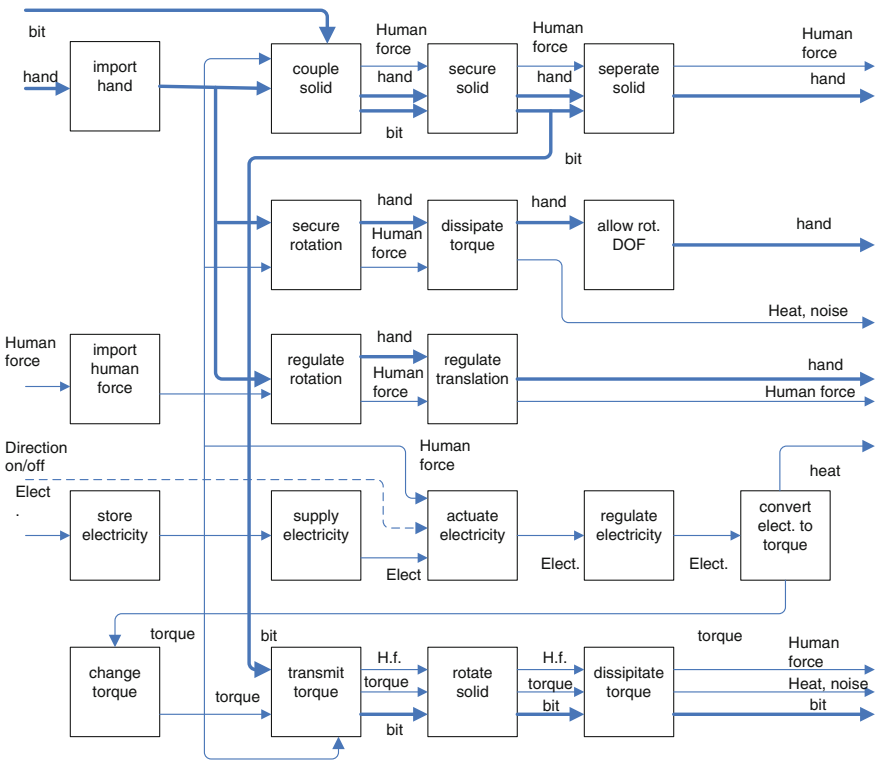 bit
Human
force
Human
force
Human
force
hand
import
hand
couple
solid
hand
secure
solid
hand
seperate
solid
hand
bit
bit
secure
rotation
hand
Human
force
dissipate
torque
hand
allow rot.
DOF
hand
Heat, noise
Human
force
import
human
force
regulate
rotation
hand
Human
force
regulate
translation
hand
Human force
Direction
on/off
Human
force
heat
Elect
.
store
electricity
supply
electricity
Elect
actuate
electricity
Elect.
regulate
electricity
Elect.
convert
elect. to
torque
torque
bit
torque
change
torque
torque
transmit
torque
H.f.
torque
bit
rotate
solid
H.f.
torque
bit
dissipitate
torque
Human
force
Heat, noise
bit